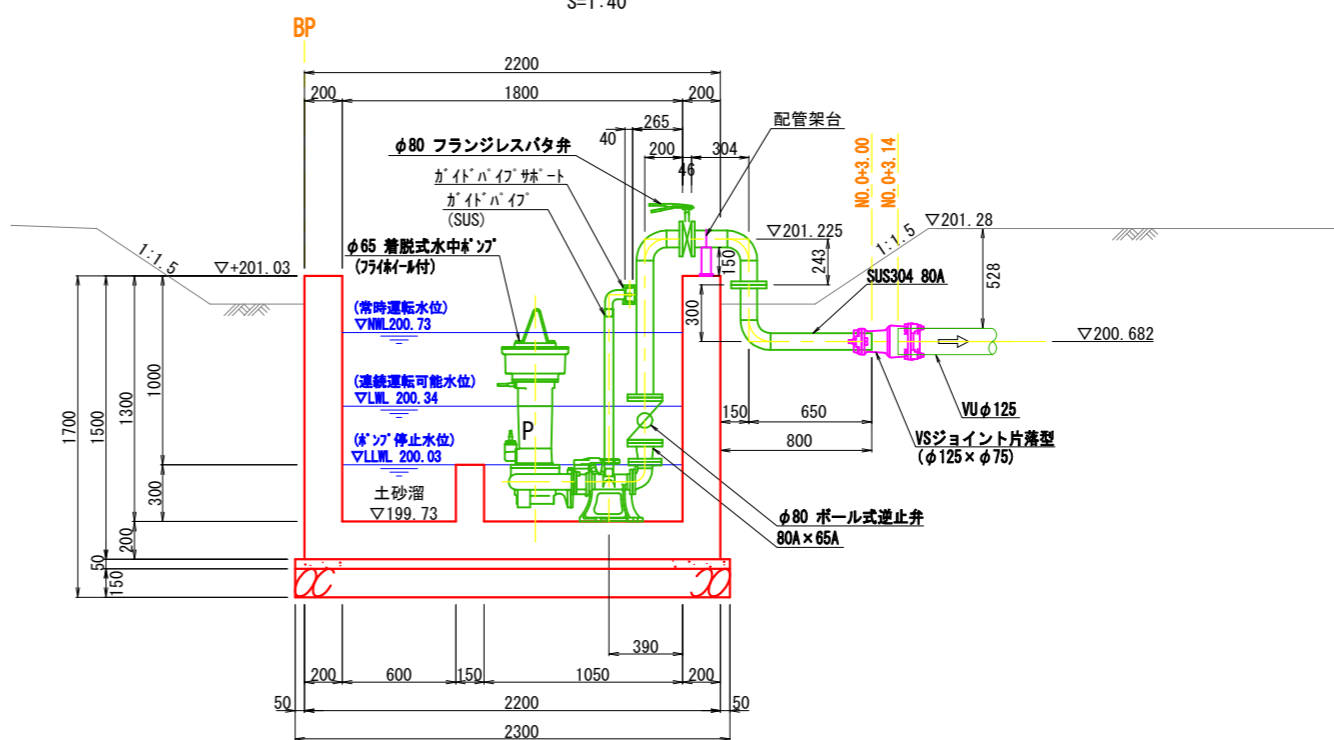 S=1:40
BP
2200
200
1800
200
40
265
配管架台
φ80 フランジレスバタ弁
200
304
46
NO.0+3.00
NO.0+3.14
ガイドパイプサポート
ガイドパイプ
(SUS)
φ65 着脱式水中ポンプ
(フライホイール付)
1:1.5
▽+201.03
▽201.225
150
243
1:1.5
▽201.28
528
SUS304 80A
300
▽200.682
(常時運転水位)
▽NWL200.73
(連続運転可能水位)
▽LWL 200.34
(ポンプ停止水位)
▽LLWL 200.03
P
土砂溜
▽199.73
1700
1500
1300
1000
300
200
50
150
150
650
800
VUφ125
VSジョイント片落型
(φ125×φ75)
φ80 ボール式逆止弁
80A×65A
390
200
600
150
1050
200
50
2200
50
2300